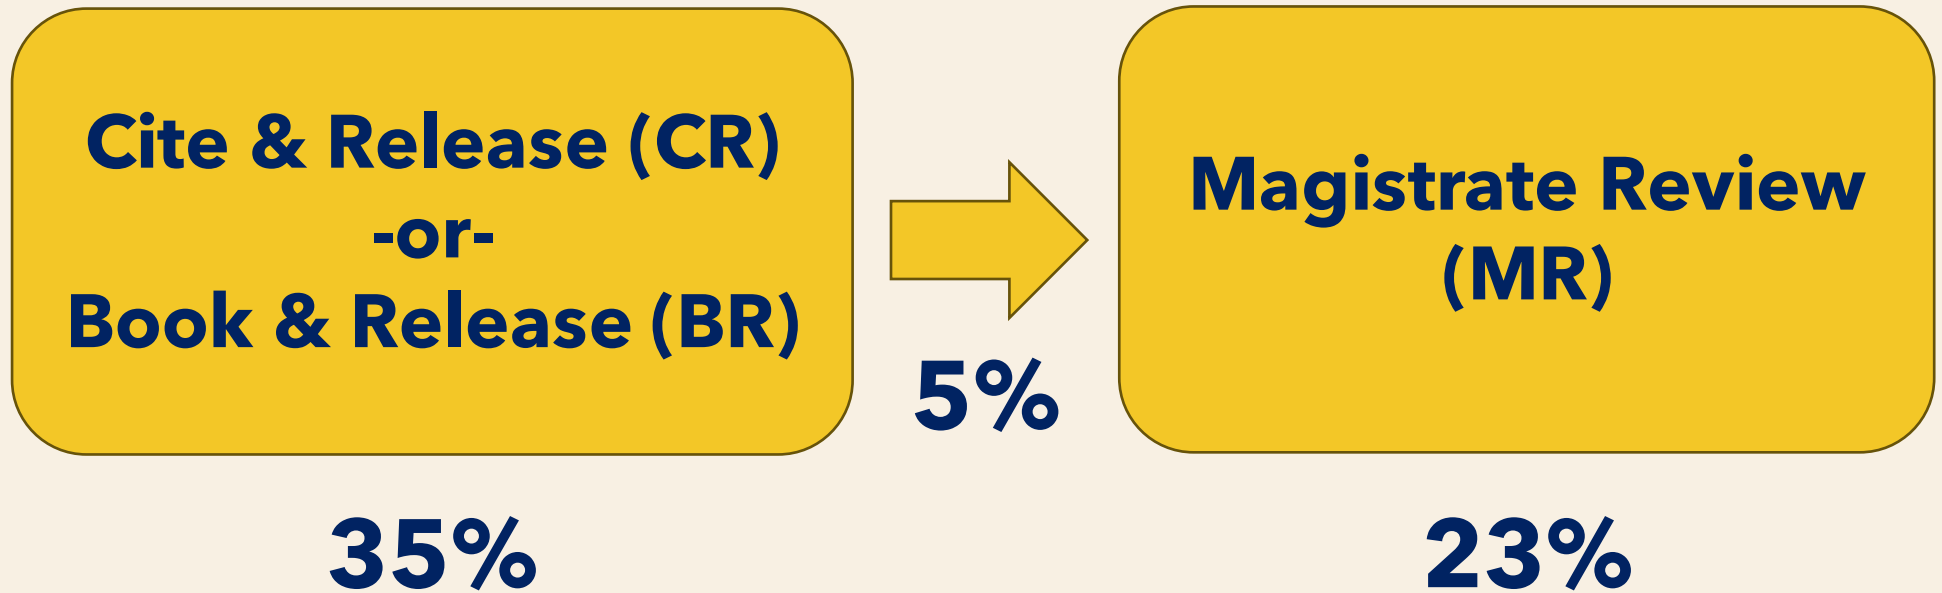 Cite & Release (CR)
-or-
Book & Release (BR)
35%
5%
Magistrate Review
(MR)
23%